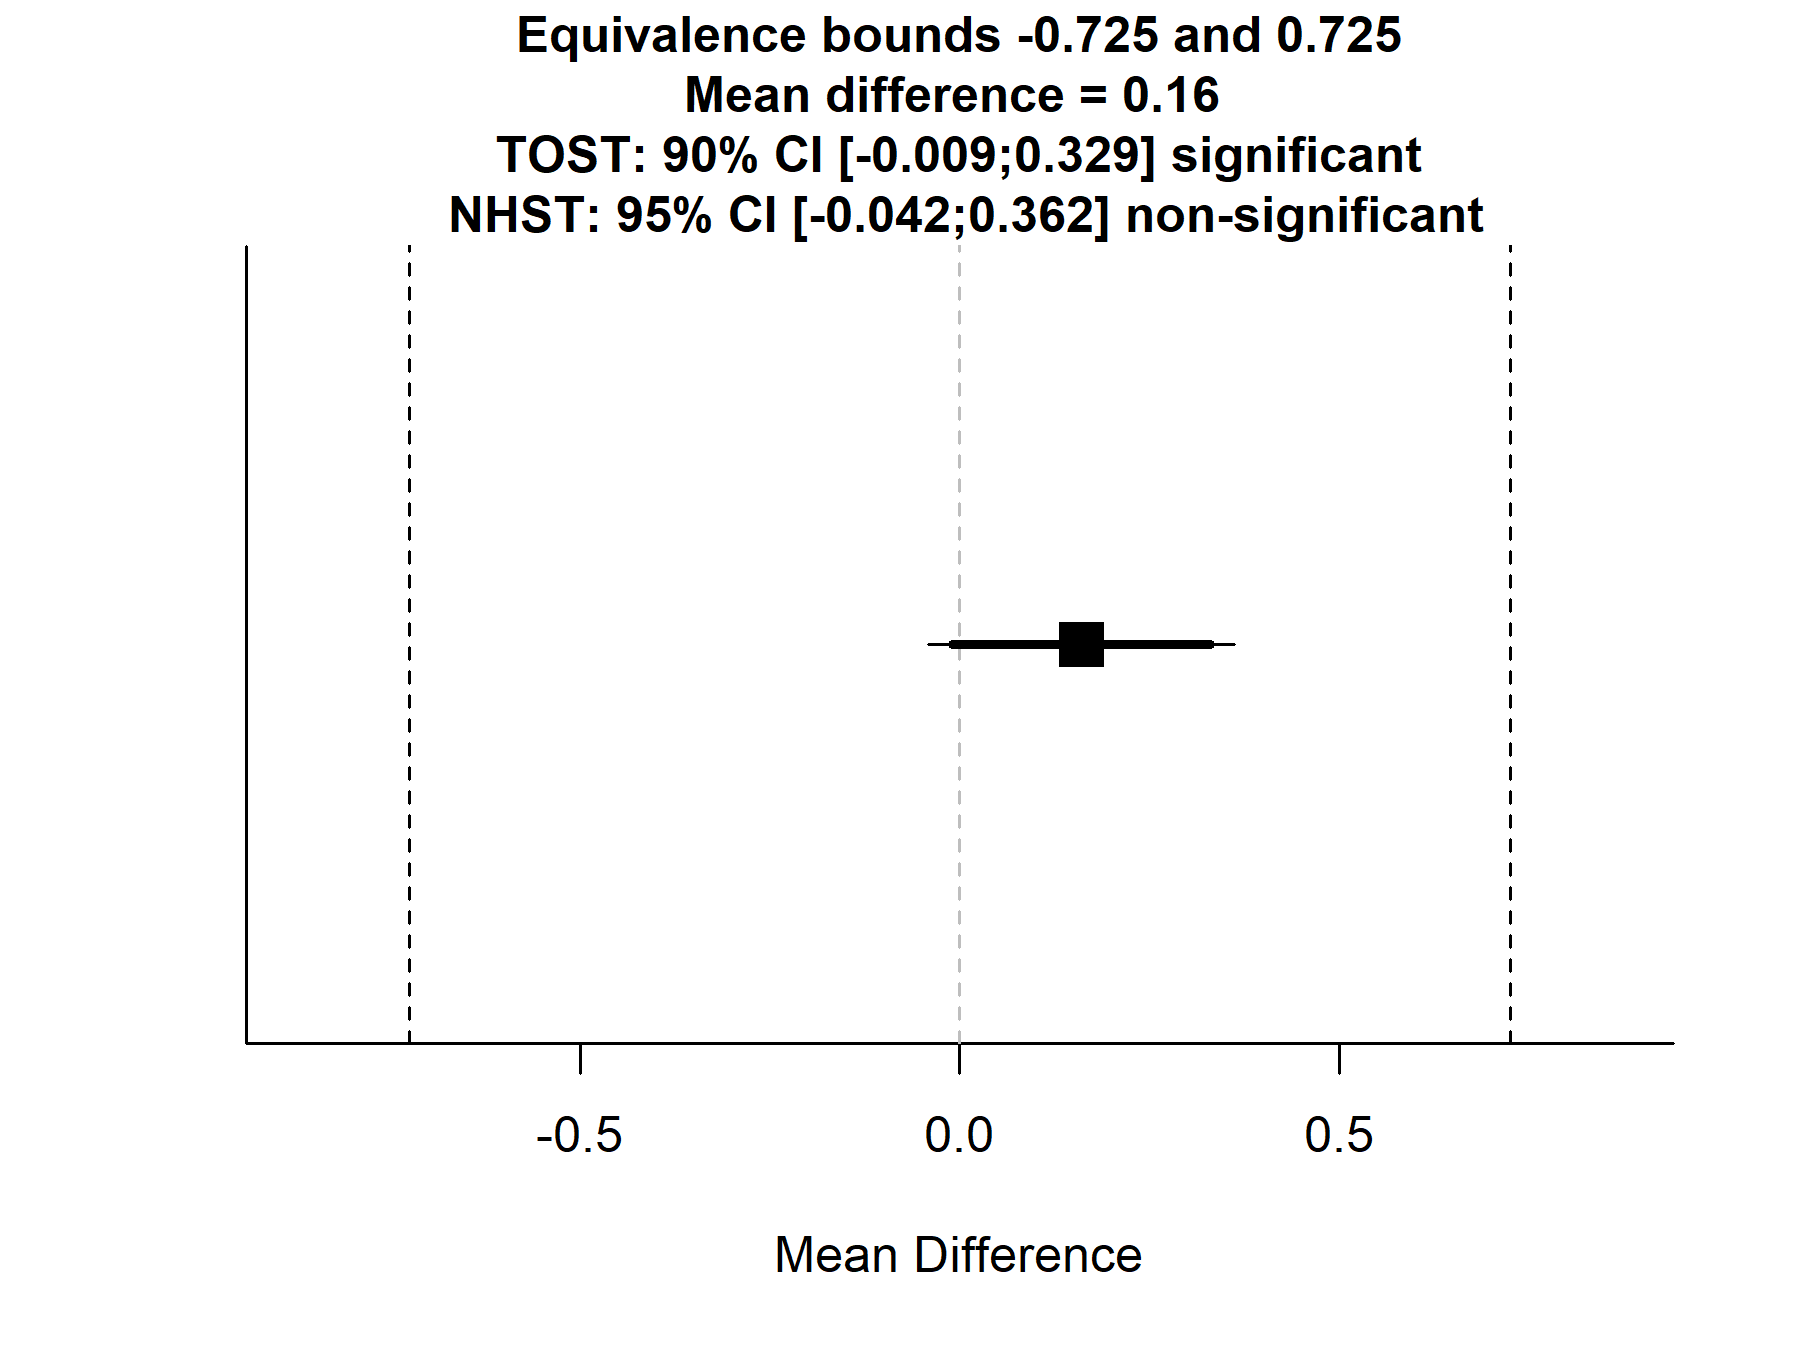 Equivalence bounds -0.725 and 0.725
Mean difference = 0.16
TOST: 90% CI [-0.009;0.329] significant
NHST: 95% CI [-0.042;0.362] non-significant
-0.5 0.0 0.5
Mean Difference